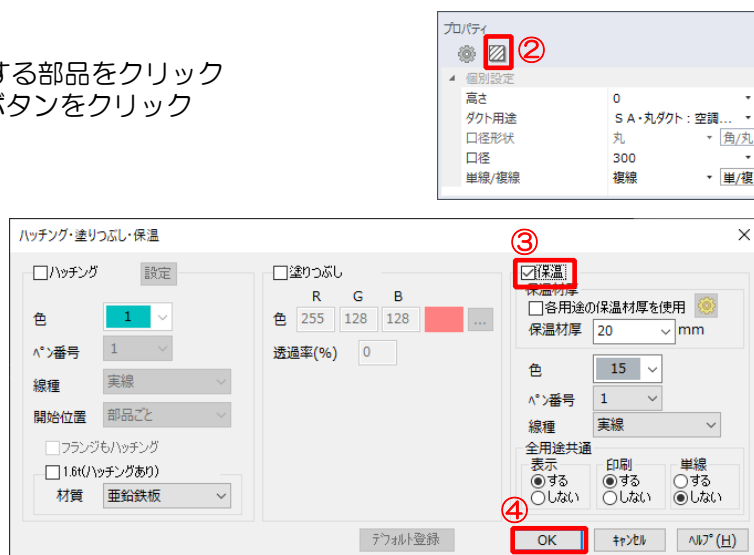 する部品をクリック
ボタンをクリック
プロパティ
②
個別設定
高さ 0
ダクト用途 SA・丸ダクト：空調...
口径形状 丸 角/丸
口径 300
単線/複線 複線 単/複
ハッチング・塗りつぶし・保温
ハッチング 設定
色 1
ペン番号 1
線種 実線
開始位置 部品ごと
フランジもハッチング
1.6t(ハッチングあり)
材質 亜鉛鉄板
塗りつぶし
R G B
色 255 128 128 ...
透過率(%) 0
③
保温
保温材厚
各用途の保温材厚を使用
保温材厚 20 mm
色 15
ペン番号 1
線種 実線
全用途共通
表示 印刷 単線
する する する
しない しない しない
④
デフォルト登録 OK キャンセル ヘルプ(H)